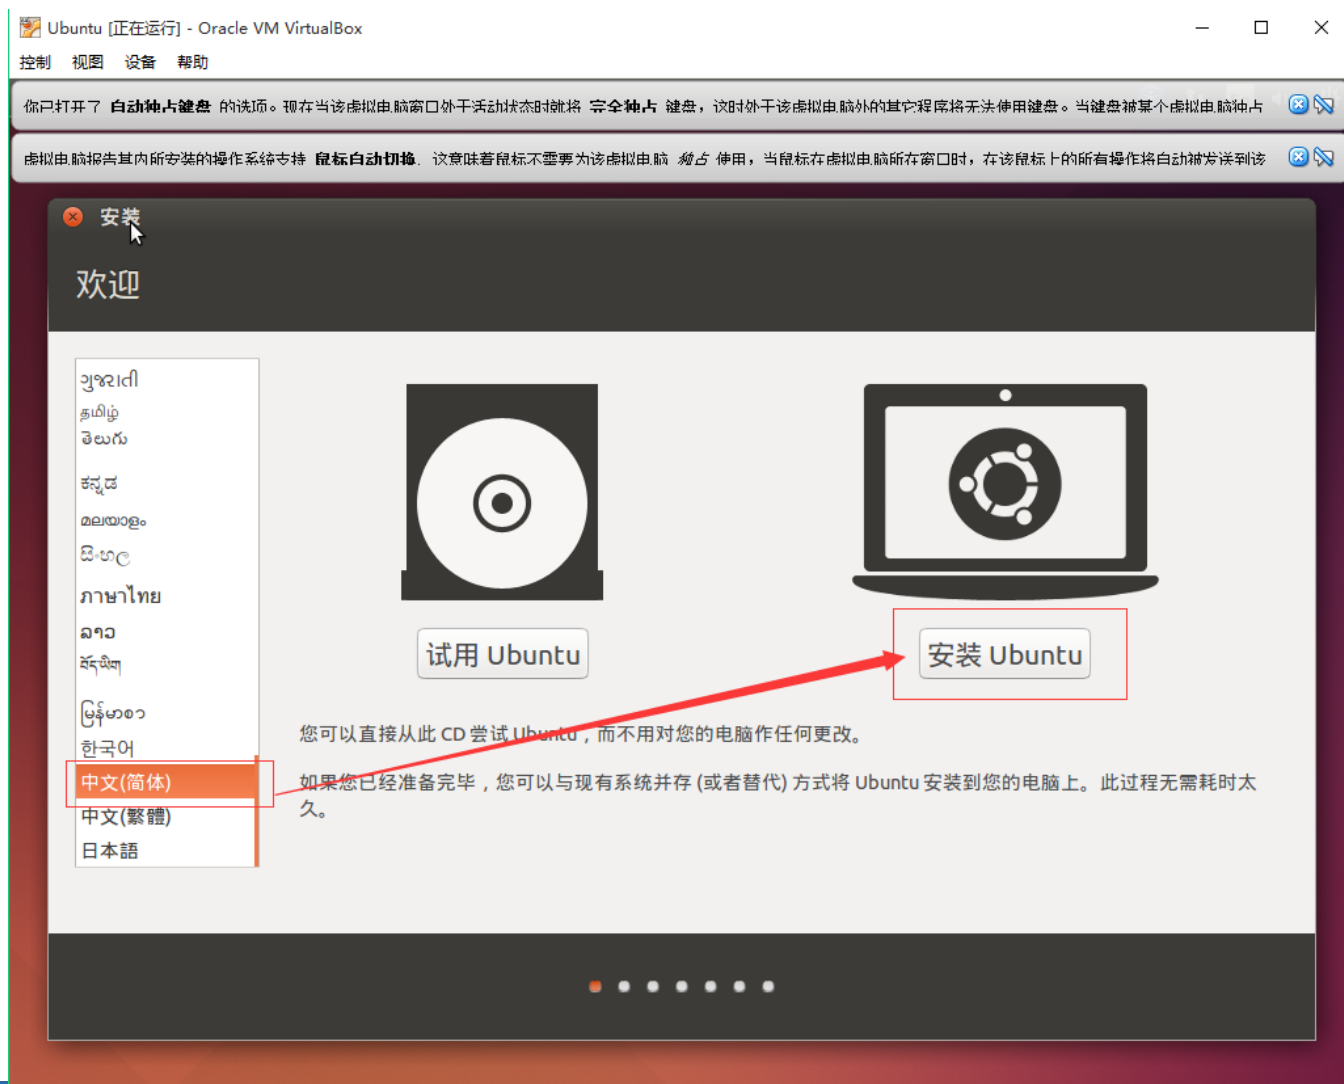 Ubuntu [正在运行] - Oracle VM VirtualBox
控制 视图 设备 帮助
你已打开了 自动独占键盘 的选项。现在当该虚拟电脑窗口处于活动状态时就将 完全独占 键盘，这时处于该虚拟电脑外的其它程序将无法使用键盘。当键盘被某个虚拟电脑独占
虚拟电脑报告其内所安装的操作系统支持 鼠标自动切换. 这意味着鼠标不需要为该虚拟电脑 独占 使用，当鼠标在虚拟电脑所在窗口时，在该鼠标上的所有操作将自动被发送到该
安装
欢迎
ગુજરાતી
தமிழ்
తెలుగు
ಕನ್ನಡ
മലയാളം
සිංහල
ภาษาไทย
ລາວ
བོད་ཡིག
မြန်မာစာ
한국어
中文(简体)
中文(繁體)
日本語
试用 Ubuntu
安装 Ubuntu
您可以直接从此 CD 尝试 Ubuntu，而不用对您的电脑作任何更改。
如果您已经准备完毕，您可以与现有系统并存 (或者替代) 方式将 Ubuntu 安装到您的电脑上。此过程无需耗时太
久。